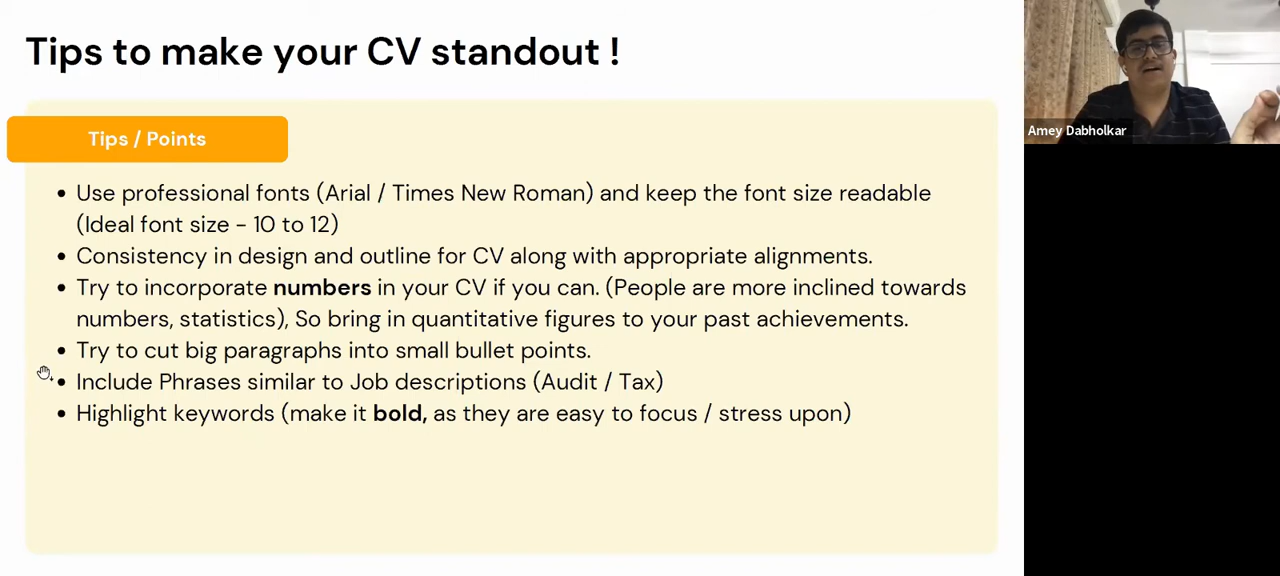 Tips to make your CV standout !
Tips / Points
• Use professional fonts (Arial / Times New Roman) and keep the font size readable
(Ideal font size - 10 to 12)
• Consistency in design and outline for CV along with appropriate alignments.
• Try to incorporate numbers in your CV if you can. (People are more inclined towards
numbers, statistics), So bring in quantitative figures to your past achievements.
• Try to cut big paragraphs into small bullet points.
• Include Phrases similar to Job descriptions (Audit / Tax)
• Highlight keywords (make it bold, as they are easy to focus / stress upon)
Amey Dabholkar